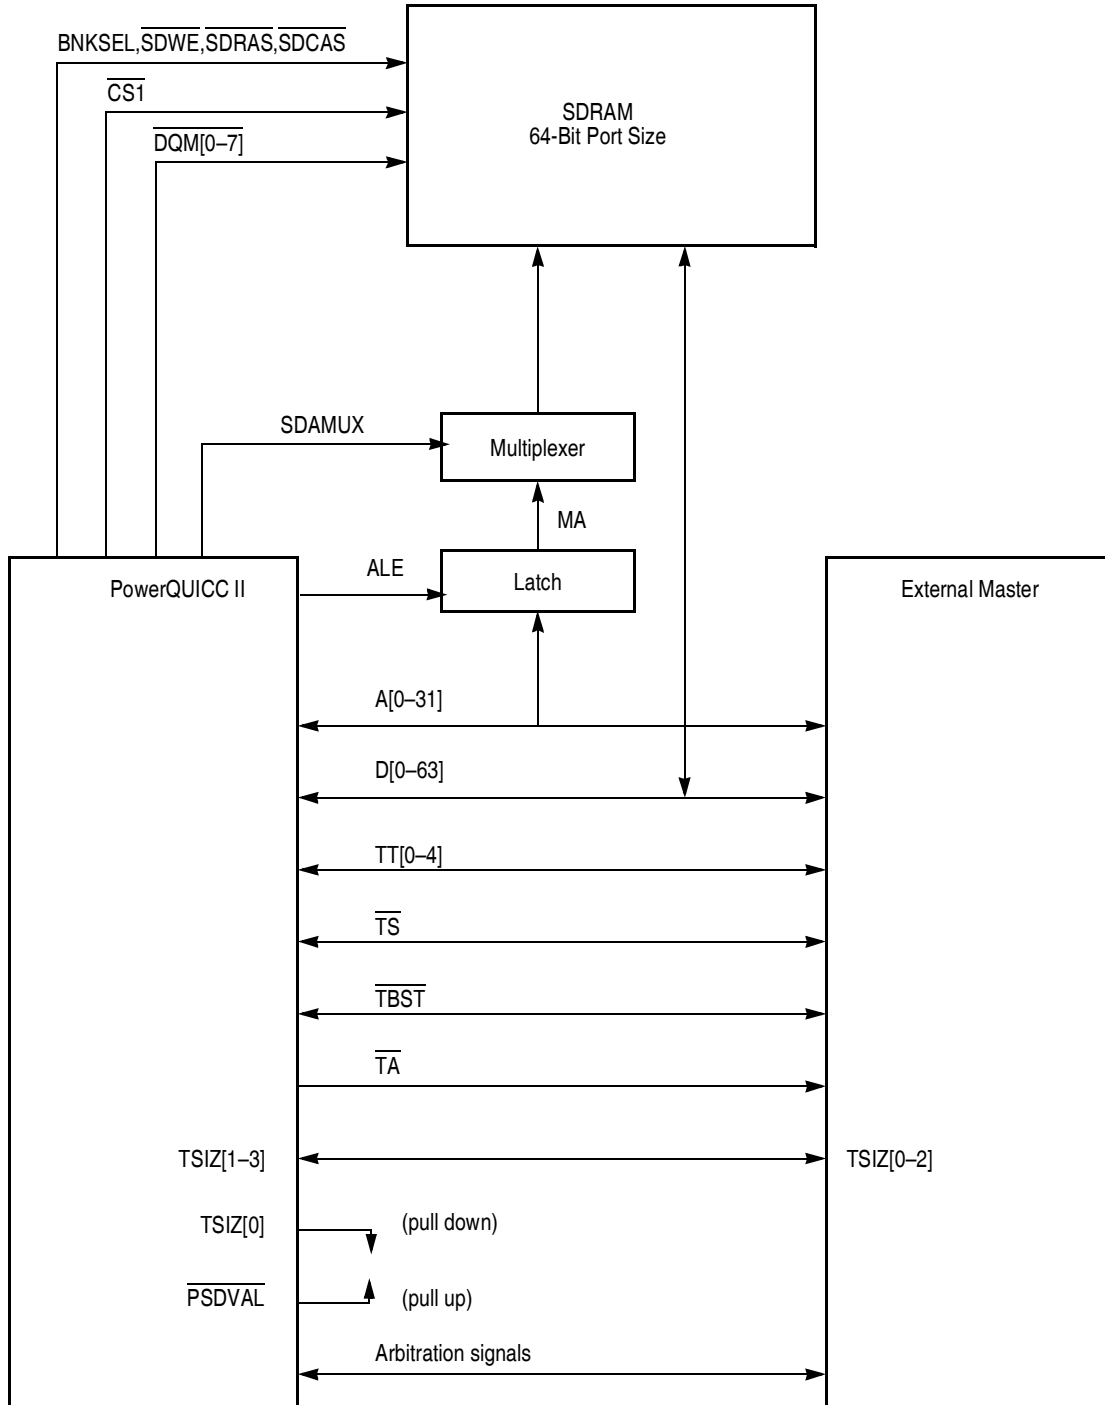 BNKSEL,SDWE,SDRAS,SDCAS
CS1
DQM[0–7]
SDRAM
64-Bit Port Size
SDAMUX
Multiplexer
MA
ALE
Latch
PowerQUICC II
External Master
A[0–31]
D[0–63]
TT[0–4]
TS
TBST
TA
TSIZ[1–3]
TSIZ[0–2]
TSIZ[0]
(pull down)
PSDVAL
(pull up)
Arbitration signals